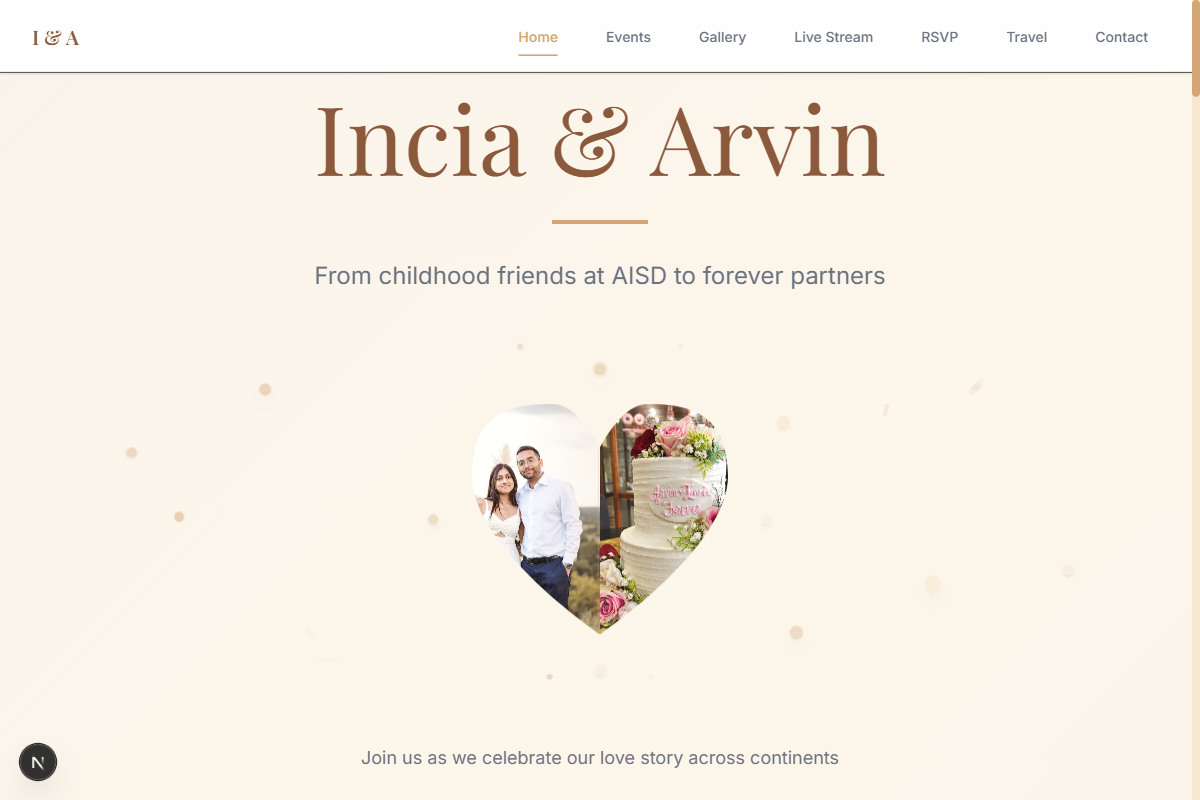 I & A
Home Events Gallery Live Stream RSVP Travel Contact
Incia & Arvin
From childhood friends at AISD to forever partners
Forever
Join us as we celebrate our love story across continents
N